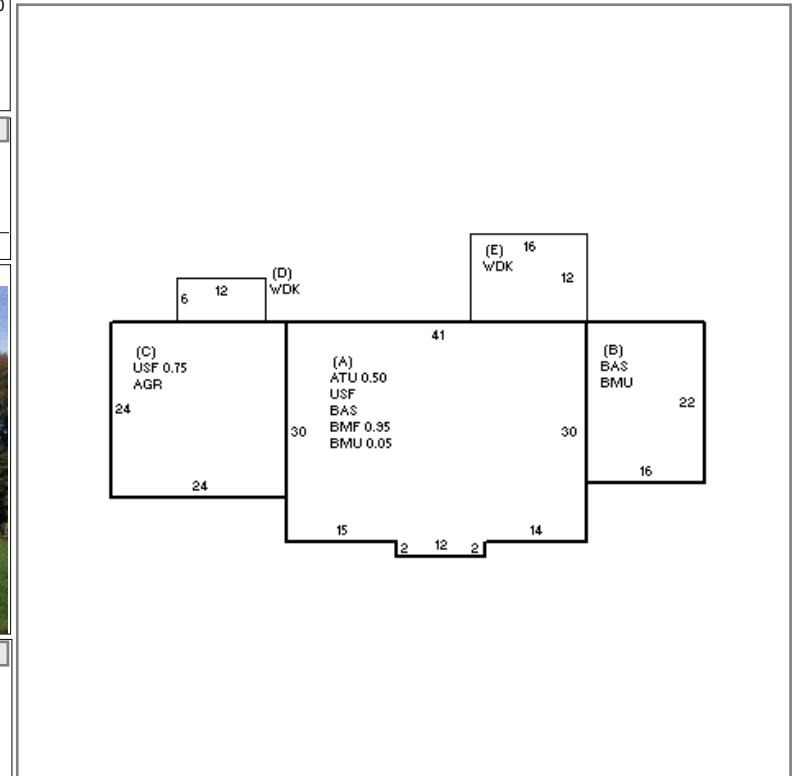 (E) 16
WDK
12
(D)
WDK
12
6
41
(C)
USF 0.75
AGR
24
24
(A)
ATU 0.50
USF
BAS
BMF 0.95
BMU 0.05
30
30
(B)
BAS
BMU
22
16
15
14
2 12 2